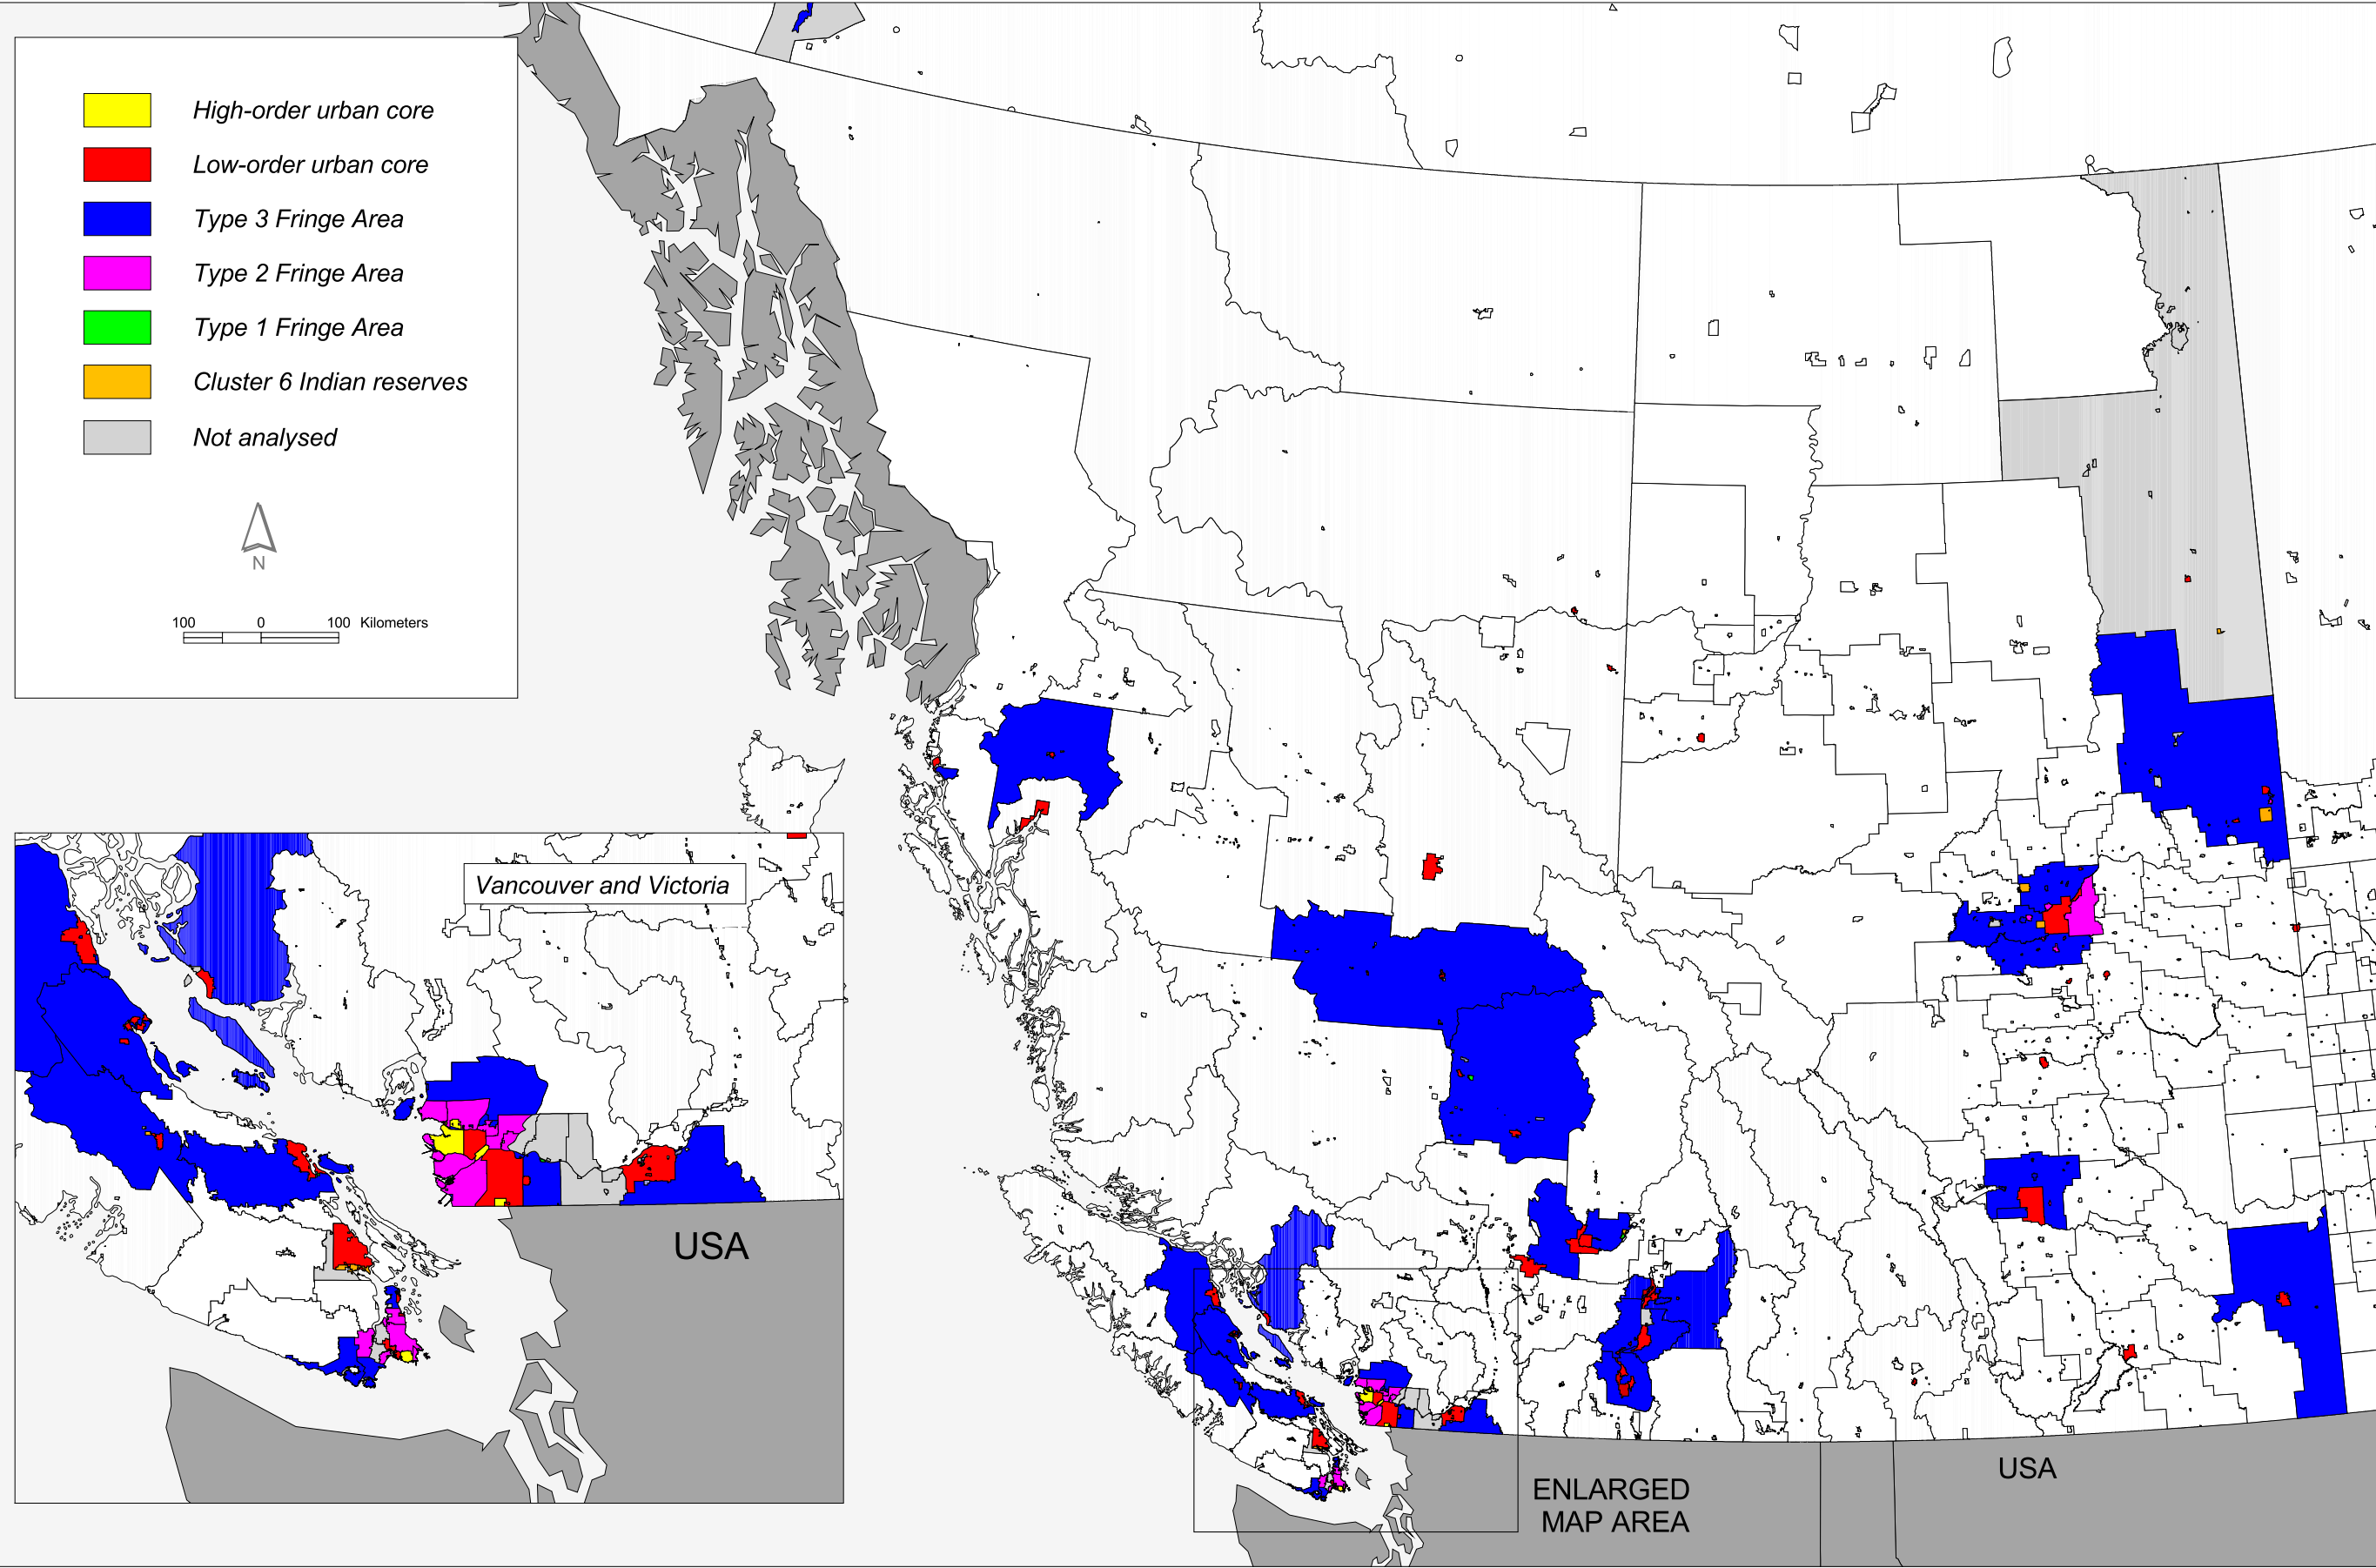 High-order urban core
Low-order urban core
Type 3 Fringe Area
Type 2 Fringe Area
Type 1 Fringe Area
Cluster 6 Indian reserves
Not analysed
N
100 0 100 Kilometers
Vancouver and Victoria
USA
ENLARGED
MAP AREA
USA